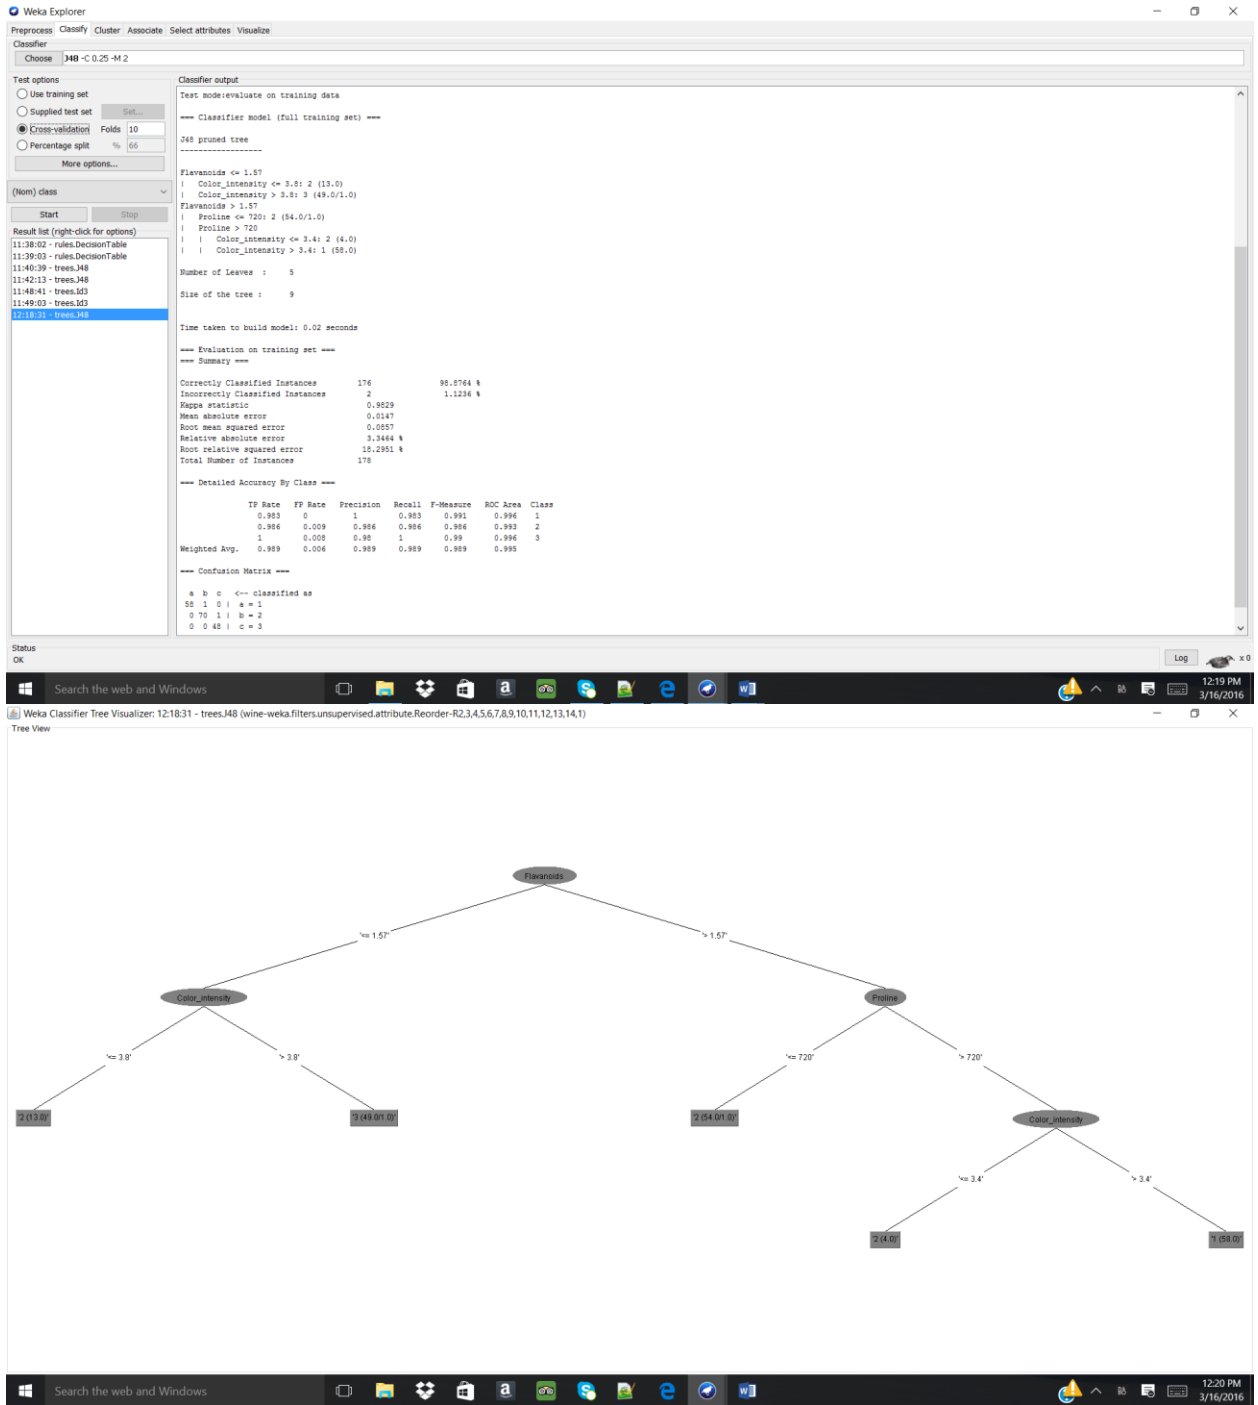 Weka Explorer
Preprocess Classify Cluster Associate Select attributes Visualize
Classifier
Choose J48 -C 0.25 -M 2
Test options
Use training set
Supplied test set Set...
Cross-validation Folds 10
Percentage split % 66
More options...
(Nom) class
Start Stop
Result list (right-click for options)
11:38:02 - rules.DecisionTable
11:39:03 - rules.DecisionTable
11:40:39 - trees.J48
11:42:13 - trees.J48
11:48:41 - trees.Id3
11:49:03 - trees.Id3
12:18:31 - trees.J48
Classifier output
Test mode:evaluate on training data
=== Classifier model (full training set) ===
J48 pruned tree
------------------
Flavanoids <= 1.57
|   Color_intensity <= 3.8: 2 (13.0)
|   Color_intensity > 3.8: 3 (49.0/1.0)
Flavanoids > 1.57
|   Proline <= 720: 2 (54.0/1.0)
|   Proline > 720
|   |   Color_intensity <= 3.4: 2 (4.0)
|   |   Color_intensity > 3.4: 1 (58.0)
Number of Leaves  :     5
Size of the tree :     9
Time taken to build model: 0.02 seconds
=== Evaluation on training set ===
=== Summary ===
Correctly Classified Instances 176 98.8764 %
Incorrectly Classified Instances 2 1.1236 %
Kappa statistic 0.9829
Mean absolute error 0.0147
Root mean squared error 0.0857
Relative absolute error 3.3464 %
Root relative squared error 18.2951 %
Total Number of Instances 178
=== Detailed Accuracy By Class ===
TP Rate FP Rate Precision Recall F-Measure ROC Area Class
0.983 0 1 0.983 0.991 0.996 1
0.986 0.009 0.986 0.986 0.986 0.993 2
1 0.008 0.98 1 0.99 0.996 3
Weighted Avg. 0.989 0.006 0.989 0.989 0.989 0.995
=== Confusion Matrix ===
a b c <-- classified as
58 1 0 | a = 1
0 70 1 | b = 2
0 0 48 | c = 3
Status
OK
Log x 0
Search the web and Windows
12:19 PM
3/16/2016
Weka Classifier Tree Visualizer: 12:18:31 - trees.J48 (wine-weka.filters.unsupervised.attribute.Reorder-R2,3,4,5,6,7,8,9,10,11,12,13,14,1)
Tree View
Flavanoids
'<= 1.57' '> 1.57'
Color_intensity Proline
'<= 3.8' '> 3.8' '<= 720' '> 720'
'2 (13.0)' '3 (49.0/1.0)' '2 (54.0/1.0)' Color_intensity
'<= 3.4' '> 3.4'
'2 (4.0)' '1 (58.0)'
Search the web and Windows
12:20 PM
3/16/2016